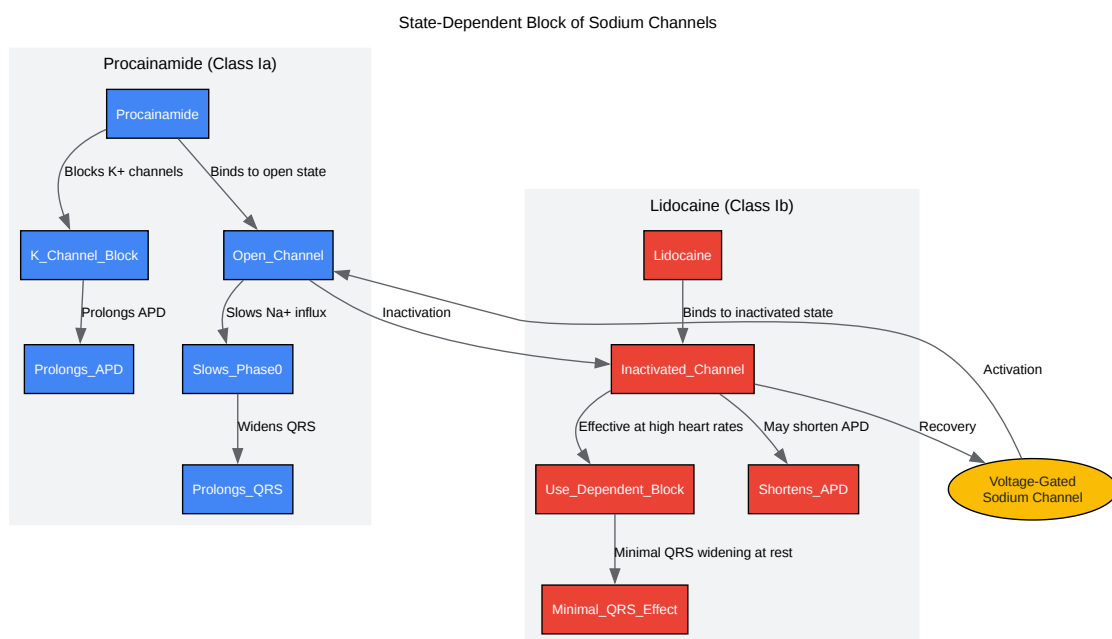 State-Dependent Block of Sodium Channels
Procainamide (Class Ia)
Procainamide
Blocks K+ channels
Binds to open state
Lidocaine (Class Ib)
K_Channel_Block
Open_Channel
Lidocaine
Prolongs APD
Slows Na+ influx
Inactivation
Binds to inactivated state
Prolongs_APD
Slows_Phase0
Inactivated_Channel
Activation
Widens QRS
Effective at high heart rates
May shorten APD
Recovery
Prolongs_QRS
Use_Dependent_Block
Shortens_APD
Voltage-Gated
Sodium Channel
Minimal QRS widening at rest
Minimal_QRS_Effect